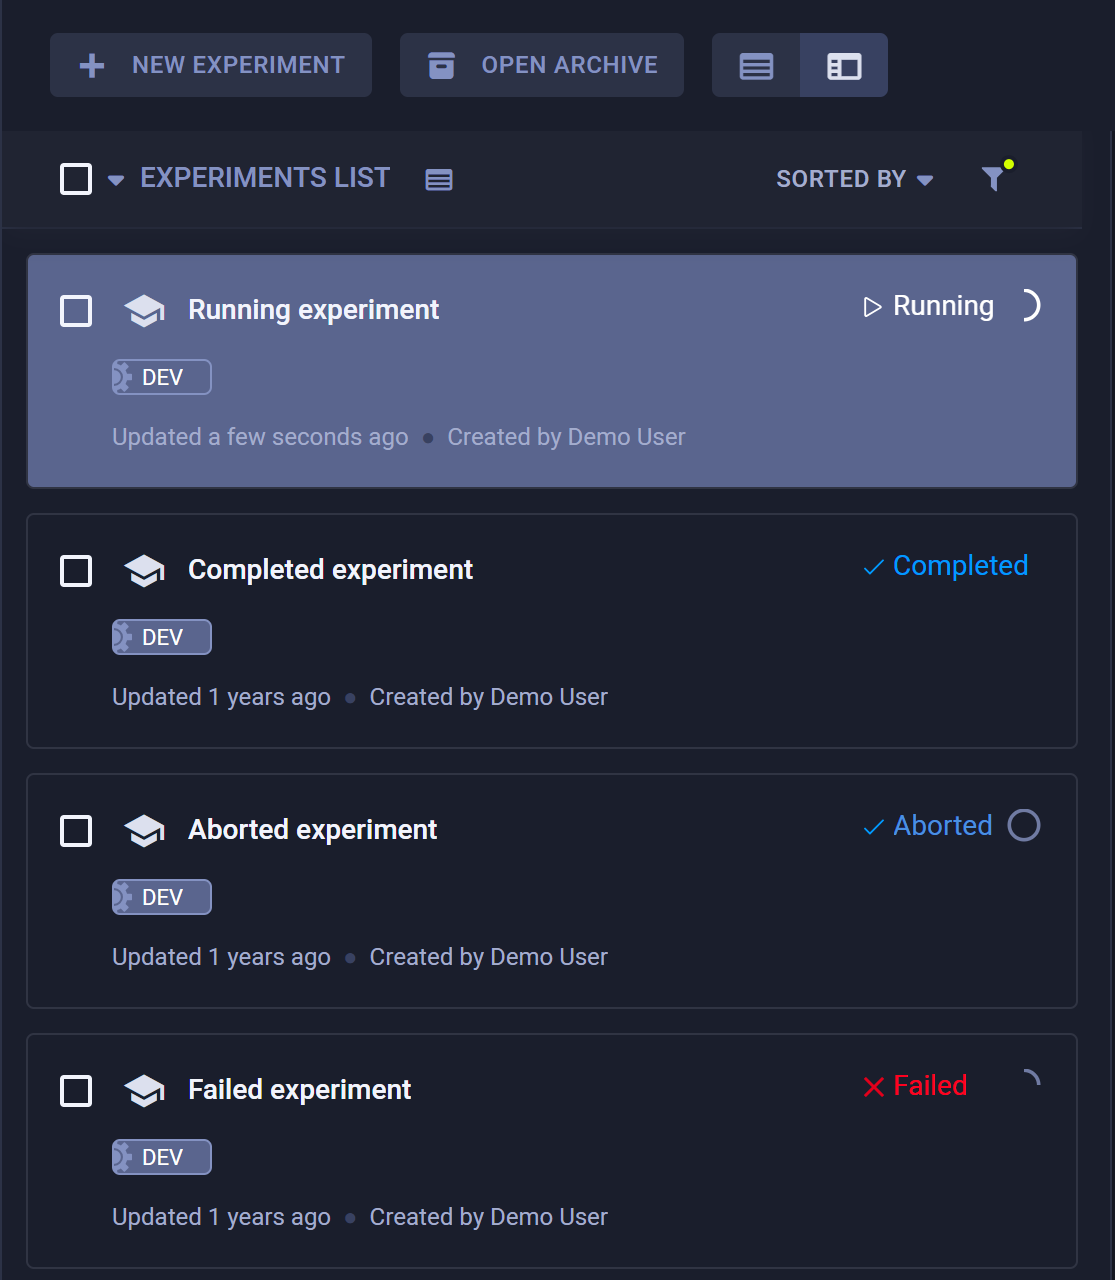 NEW EXPERIMENT
OPEN ARCHIVE
EXPERIMENTS LIST
SORTED BY
Running experiment
Running
DEV
Updated a few seconds ago
Created by Demo User
Completed experiment
Completed
DEV
Updated 1 years ago
Created by Demo User
Aborted experiment
Aborted
DEV
Updated 1 years ago
Created by Demo User
Failed experiment
Failed
DEV
Updated 1 years ago
Created by Demo User